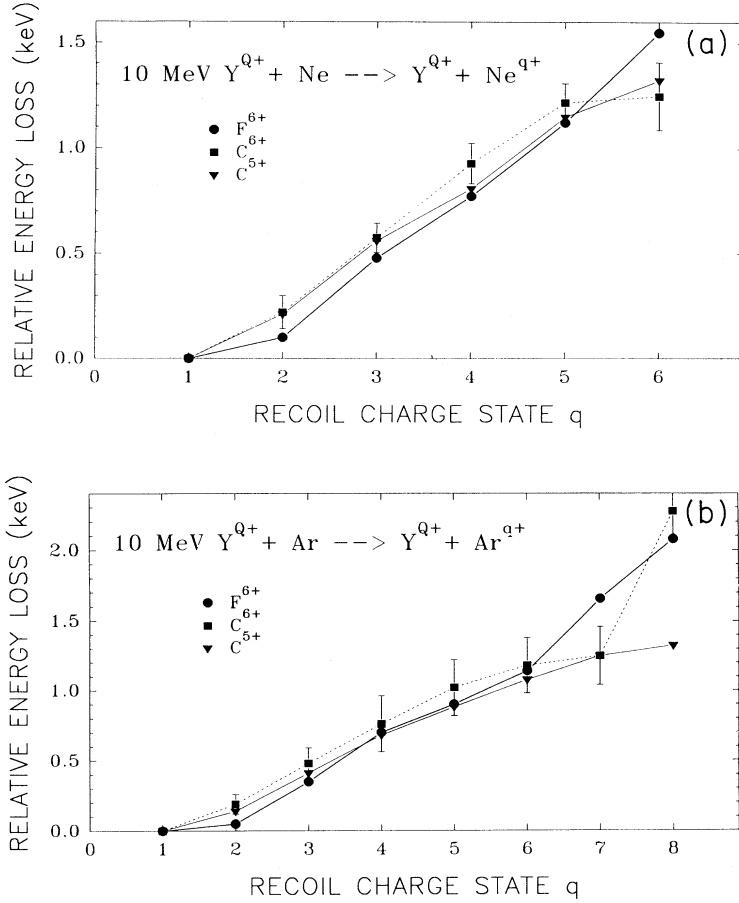 (a)
10 MeV Y^{Q+} + Ne --> Y^{Q+} + Ne^{q+}
F^{6+}
C^{6+}
C^{5+}
RELATIVE ENERGY LOSS (keV)
1.5
1.0
0.5
0.0
0 1 2 3 4 5 6
RECOIL CHARGE STATE q
(b)
10 MeV Y^{Q+} + Ar --> Y^{Q+} + Ar^{q+}
F^{6+}
C^{6+}
C^{5+}
RELATIVE ENERGY LOSS (keV)
2.0
1.5
1.0
0.5
0.0
0 1 2 3 4 5 6 7 8
RECOIL CHARGE STATE q